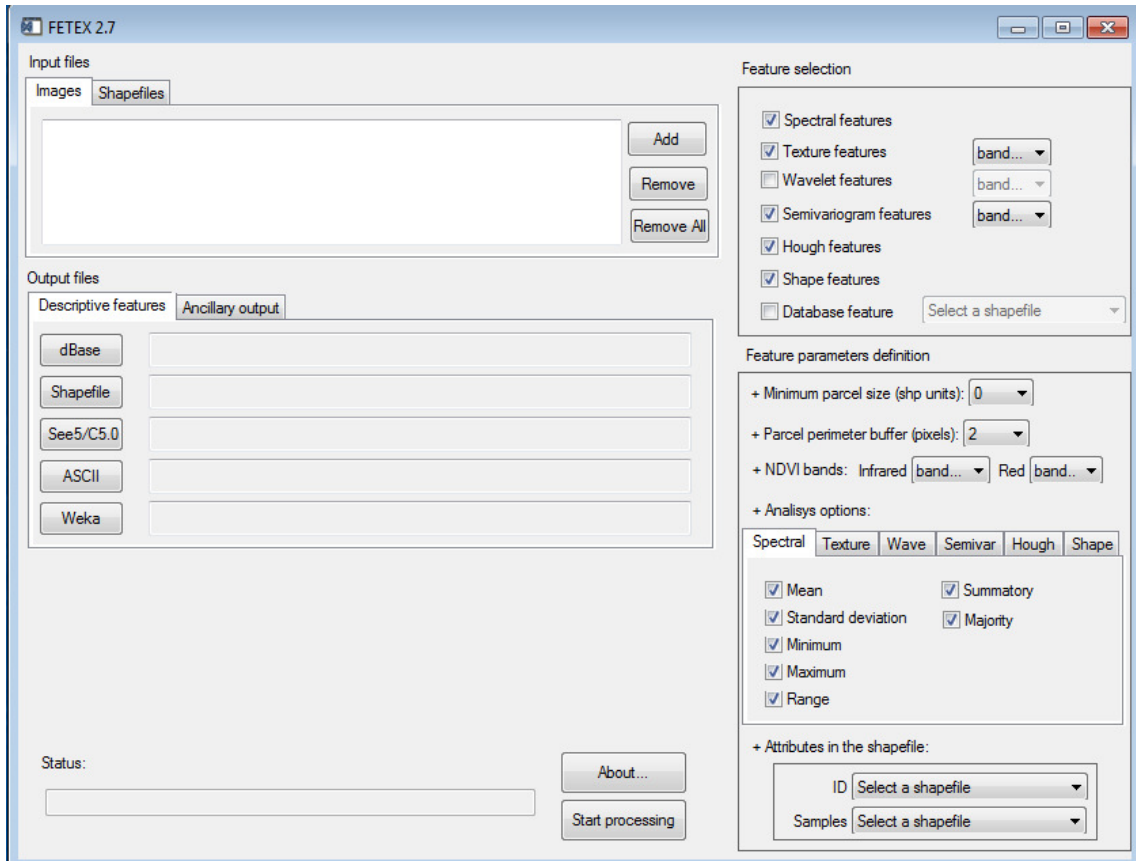 FETEX 2.7
Input files
Images Shapefiles
Add
Remove
Remove All
Output files
Descriptive features Ancillary output
dBase
Shapefile
See5/C5.0
ASCII
Weka
Status:
About...
Start processing
Feature selection
Spectral features
Texture features band...
Wavelet features band...
Semivariogram features band...
Hough features
Shape features
Database feature Select a shapefile
Feature parameters definition
+ Minimum parcel size (shp units): 0
+ Parcel perimeter buffer (pixels): 2
+ NDVI bands: Infrared band... Red band..
+ Analisys options:
Spectral Texture Wave Semivar Hough Shape
Mean Summatory
Standard deviation Majority
Minimum
Maximum
Range
+ Attributes in the shapefile:
ID Select a shapefile
Samples Select a shapefile